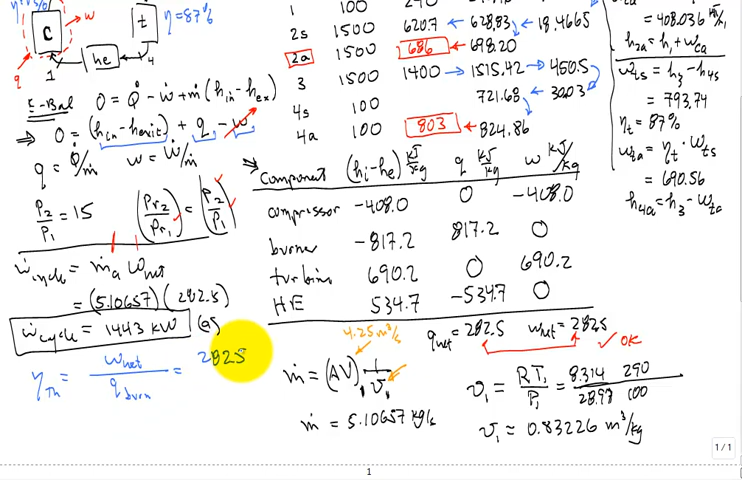 C
t
η=87%
w
q
he
1
4
1 100
2s 1500 620.7 628.83 18.4665
2a 1500 686 698.20
3 1500 1400 1515.42 450.5
4s 100 721.68 30.03
4a 100 803 824.86
=408.036 kJ/
h2a = h1 + wca
wts = h3 - h4s
= 793.74
ηt = 87%
wta = ηt · wts
= 690.56
h4a = h3 - wta
E-Bal 0 = Q̇ - ẇ + ṁ(hin - hex)
⇒ 0 = (hin - hexit) + q - w
q = Q̇/ṁ w = Ẇ/ṁ
P2/P1 = 15 (Pr2/Pr1) = (P2/P1)
Component (hi-he) kJ/kg q kJ/kg w kJ/kg
compressor -408.0 0 -408.0
burner -817.2 817.2 0
turbine 690.2 0 690.2
HE 534.7 -534.7 0
qnet = 282.5 wnet = 282.5
✓ OK
ẇcycle = ṁa wnet
= (5.10657)(282.5)
ẇcycle = 1443 kW (a)
ηTh = wnet/qburn = 282.5
4.25 m³/s
ṁ = (AV)1 1/v1
ṁ = 5.10657 kg/s
v1 = RT1/P1 = 8.314 290/28.97 100
v1 = 0.83226 m³/kg
1/1
1